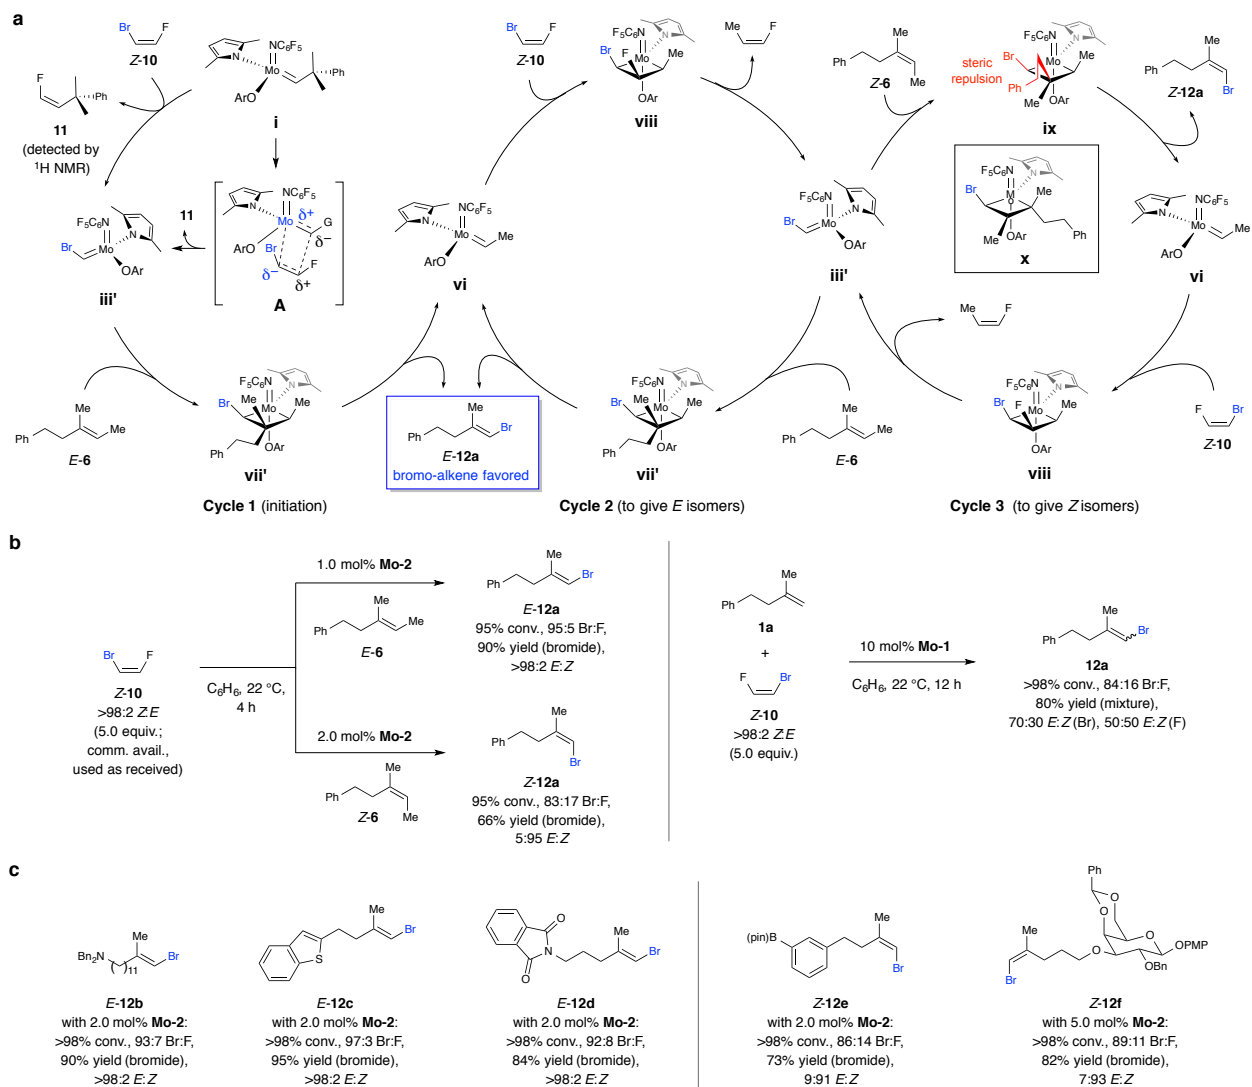 a
Br
F
Z-10
F
Ph
11
(detected by
1H NMR)
NC6F5
N
Mo
Ph
ArO
i
NC6F5
N
Mo
δ+
G
ArO
Br
δ–
F
δ–
δ+
A
11
F5C6N
N
Br
Mo
OAr
iii'
Ph
Me
Me
E-6
F5C6N
N
Br
Me
Mo
Me
Ph
OAr
vii'
Cycle 1 (initiation)
Br
F
Z-10
F5C6N
N
Br
F
Mo
Me
OAr
viii
Me
F
NC6F5
N
Mo
Me
ArO
vi
Me
Ph
Br
E-12a
bromo-alkene favored
F5C6N
N
Br
Me
Mo
Me
Ph
OAr
vii'
Ph
Me
Me
E-6
Cycle 2 (to give E isomers)
F5C6N
N
Br
Mo
OAr
iii'
Me
Ph
Me
Z-6
steric
repulsion
F5C6N
N
Br
Mo
Me
Ph
Me
OAr
ix
Me
Ph
Br
Z-12a
F5C6N
N
Br
M
o
Me
Me
OAr
Ph
x
NC6F5
N
Mo
Me
ArO
vi
Me
F
F5C6N
N
Br
F
Mo
Me
OAr
viii
F
Br
Z-10
Cycle 3 (to give Z isomers)
b
Br
F
Z-10
>98:2 Z:E
(5.0 equiv.;
comm. avail.,
used as received)
1.0 mol% Mo-2
Me
Ph
Me
E-6
C6H6, 22 °C,
4 h
2.0 mol% Mo-2
Me
Ph
Me
Z-6
Me
Ph
Br
E-12a
95% conv., 95:5 Br:F,
90% yield (bromide),
>98:2 E:Z
Me
Ph
Br
Z-12a
95% conv., 83:17 Br:F,
66% yield (bromide),
5:95 E:Z
Me
Ph
1a
+
F
Br
Z-10
>98:2 Z:E
(5.0 equiv.)
10 mol% Mo-1
C6H6, 22 °C, 12 h
Me
Ph
Br
12a
>98% conv., 84:16 Br:F,
80% yield (mixture),
70:30 E:Z (Br), 50:50 E:Z (F)
c
Me
Bn2N
Br
( )11
E-12b
with 2.0 mol% Mo-2:
>98% conv., 93:7 Br:F,
90% yield (bromide),
>98:2 E:Z
Me
Br
S
E-12c
with 2.0 mol% Mo-2:
>98% conv., 97:3 Br:F,
95% yield (bromide),
>98:2 E:Z
O
Me
N
Br
O
E-12d
with 2.0 mol% Mo-2:
>98% conv., 92:8 Br:F,
84% yield (bromide),
>98:2 E:Z
Me
(pin)B
Br
Z-12e
with 2.0 mol% Mo-2:
>98% conv., 86:14 Br:F,
73% yield (bromide),
9:91 E:Z
Ph
O
O
Me
O
OPMP
O
OBn
Br
Z-12f
with 5.0 mol% Mo-2:
>98% conv., 89:11 Br:F,
82% yield (bromide),
7:93 E:Z